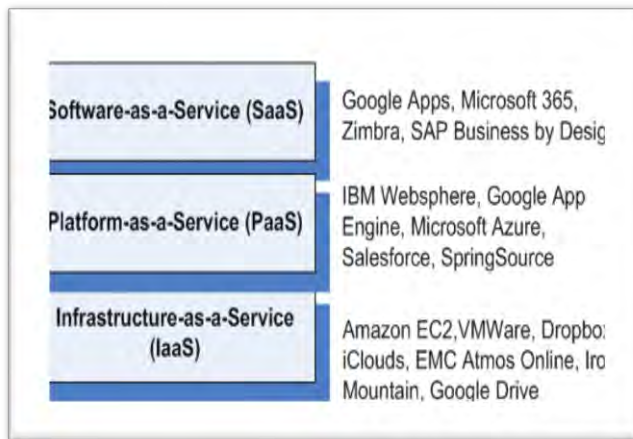 Software-as-a-Service (SaaS)
Google Apps, Microsoft 365,
Zimbra, SAP Business by Desig
Platform-as-a-Service (PaaS)
IBM Websphere, Google App
Engine, Microsoft Azure,
Salesforce, SpringSource
Infrastructure-as-a-Service
(IaaS)
Amazon EC2,VMWare, Dropbox
iClouds, EMC Atmos Online, Iro
Mountain, Google Drive